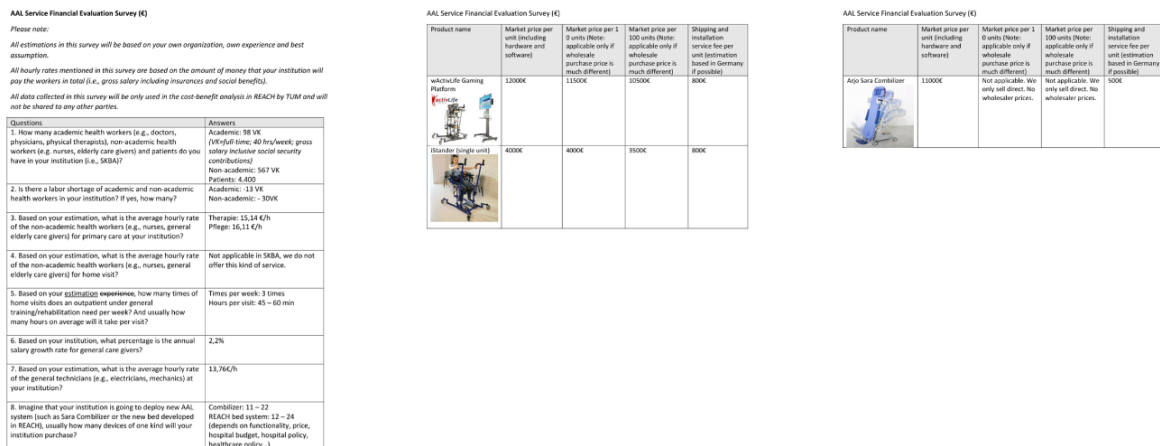 AAL Service Financial Evaluation Survey (€)
Please note:
All estimations in this survey will be based on your own organization, own experience and best
assumption.
All hourly rates mentioned in this survey are based on the amount of money that your institution will
pay the workers in total (i.e., gross salary including insurances and social benefits).
All data collected in this survey will be only used in the cost-benefit analysis in REACH by TUM and will
not be shared to any other parties.
Questions
Answers
1. How many academic health workers (e.g., doctors,
physicians, physical therapists), non-academic health
workers (e.g. nurses, elderly care givers) and patients do you
have in your institution (i.e., SKBA)?
Academic: 98 VK
(VK=full-time; 40 hrs/week; gross
salary inclusive social security
contributions)
Non-academic: 567 VK
Patients: 4.400
2. Is there a labor shortage of academic and non-academic
health workers in your institution? If yes, how many?
Academic: -13 VK
Non-academic: - 30VK
3. Based on your estimation, what is the average hourly rate
of the non-academic health workers (e.g., nurses, general
elderly care givers) for primary care at your institution?
Therapie: 15,14 €/h
Pflege: 16,11 €/h
4. Based on your estimation, what is the average hourly rate
of the non-academic health workers (e.g., nurses, general
elderly care givers) for home visit?
Not applicable in SKBA, we do not
offer this kind of service.
5. Based on your estimation experience, how many times of
home visits does an outpatient under general
training/rehabilitation need per week? And usually how
many hours on average will it take per visit?
Times per week: 3 times
Hours per visit: 45 – 60 min
6. Based on your institution, what percentage is the annual
salary growth rate for general care givers?
2,2%
7. Based on your estimation, what is the average hourly rate
of the general technicians (e.g., electricians, mechanics) at
your institution?
13,76€/h
8. Imagine that your institution is going to deploy new AAL
system (such as Sara Combilizer or the new bed developed
in REACH), usually how many devices of one kind will your
institution purchase?
Combilizer: 11 – 22
REACH bed system: 12 – 24
(depends on functionality, price,
hospital budget, hospital policy,
healthcare policy...)
AAL Service Financial Evaluation Survey (€)
Product name
Market price per
unit (including
hardware and
software)
Market price per 1
0 units (Note:
applicable only if
wholesale
purchase price is
much different)
Market price per
100 units (Note:
applicable only if
wholesale
purchase price is
much different)
Shipping and
installation
service fee per
unit (estimation
based in Germany
if possible)
wActivLife Gaming
Platform
activLife
12000€
11500€
10500€
800€
iStander (single unit)
4000€
4000€
3500€
800€
AAL Service Financial Evaluation Survey (€)
Product name
Market price per
unit (including
hardware and
software)
Market price per 1
0 units (Note:
applicable only if
wholesale
purchase price is
much different)
Market price per
100 units (Note:
applicable only if
wholesale
purchase price is
much different)
Shipping and
installation
service fee per
unit (estimation
based in Germany
if possible)
Arjo Sara Combilizer
11000€
Not applicable. We
only sell direct. No
wholesaler prices.
Not applicable. We
only sell direct. No
wholesaler prices.
500€